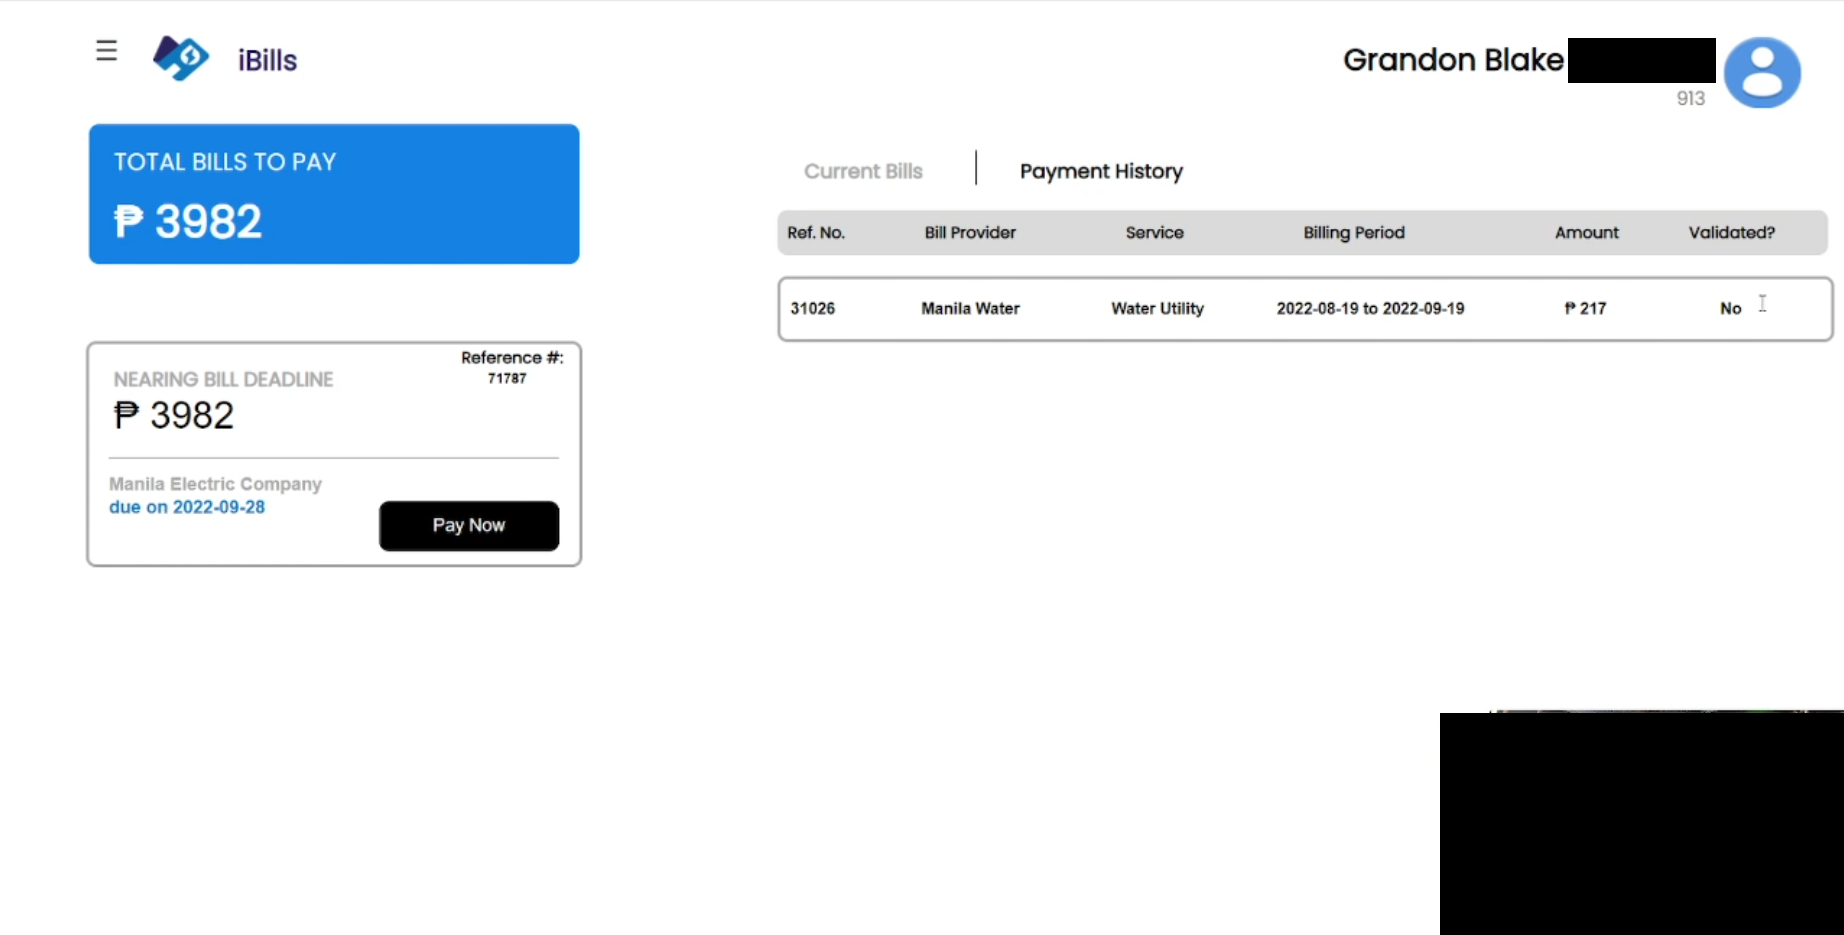 iBills
Grandon Blake
913
TOTAL BILLS TO PAY
₱ 3982
NEARING BILL DEADLINE
Reference #:
71787
₱ 3982
Manila Electric Company
due on 2022-09-28
Pay Now
Current Bills | Payment History
Ref. No. Bill Provider Service Billing Period Amount Validated?
31026 Manila Water Water Utility 2022-08-19 to 2022-09-19 ₱ 217 No